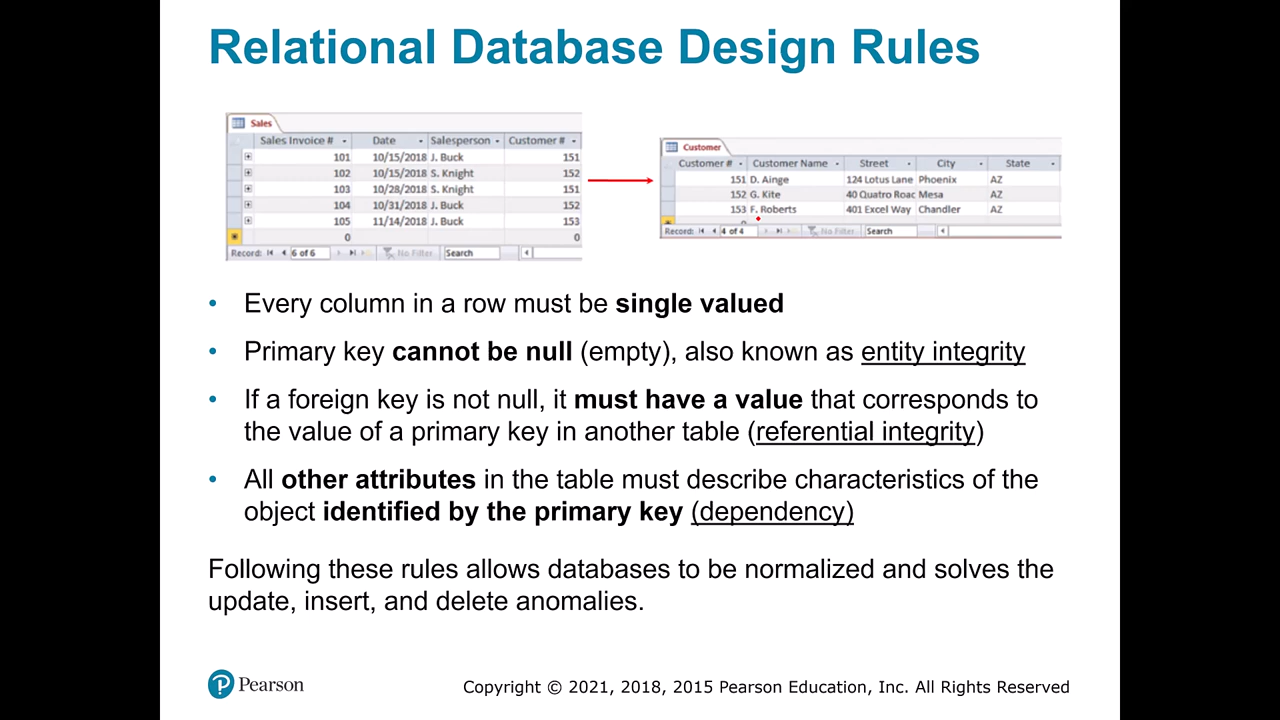 Relational Database Design Rules
Sales
Sales Invoice # Date Salesperson Customer #
101 10/15/2018 J. Buck 151
102 10/15/2018 S. Knight 152
103 10/28/2018 S. Knight 151
104 10/31/2018 J. Buck 152
105 11/14/2018 J. Buck 153
0 0
Record: 6 of 6 No Filter Search
Customer
Customer # Customer Name Street City State
151 D. Ainge 124 Lotus Lane Phoenix AZ
152 G. Kite 40 Quatro Roac Mesa AZ
153 F. Roberts 401 Excel Way Chandler AZ
Record: 4 of 4 No Filter Search
• Every column in a row must be single valued
• Primary key cannot be null (empty), also known as entity integrity
• If a foreign key is not null, it must have a value that corresponds to
the value of a primary key in another table (referential integrity)
• All other attributes in the table must describe characteristics of the
object identified by the primary key (dependency)
Following these rules allows databases to be normalized and solves the
update, insert, and delete anomalies.
Pearson
Copyright © 2021, 2018, 2015 Pearson Education, Inc. All Rights Reserved